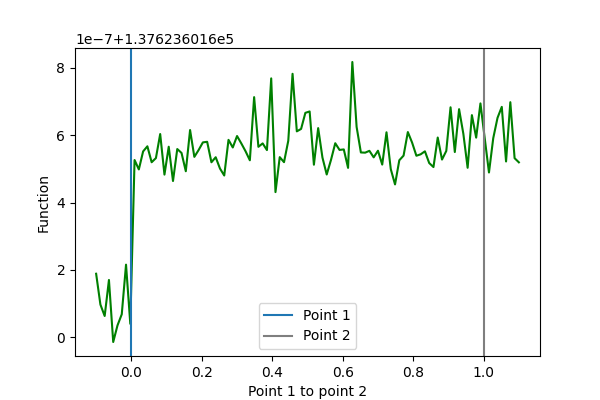 1e−7+1.376236016e5
8
6
4
2
0
Function
Point 1
Point 2
0.0 0.2 0.4 0.6 0.8 1.0
Point 1 to point 2